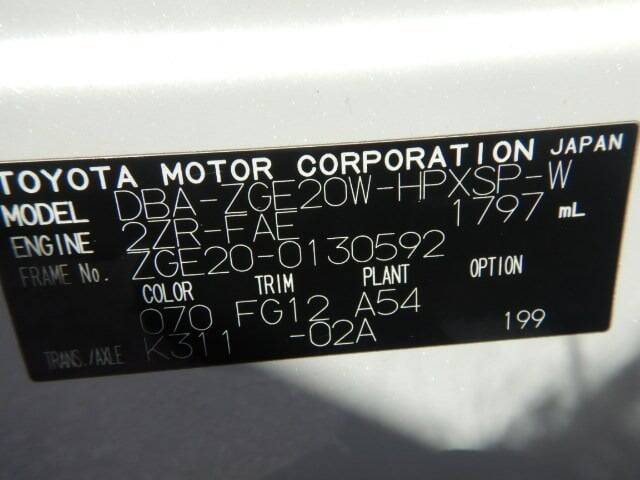 TOYOTA MOTOR CORPORATION JAPAN
MODEL DBA-ZGE20W-HPXSP-W
ENGINE 2ZR-FAE 1797 mL
FRAME No. ZGE20-0130592
COLOR TRIM PLANT OPTION
070 FG12 A54
TRANS./AXLE K311 -02A 199